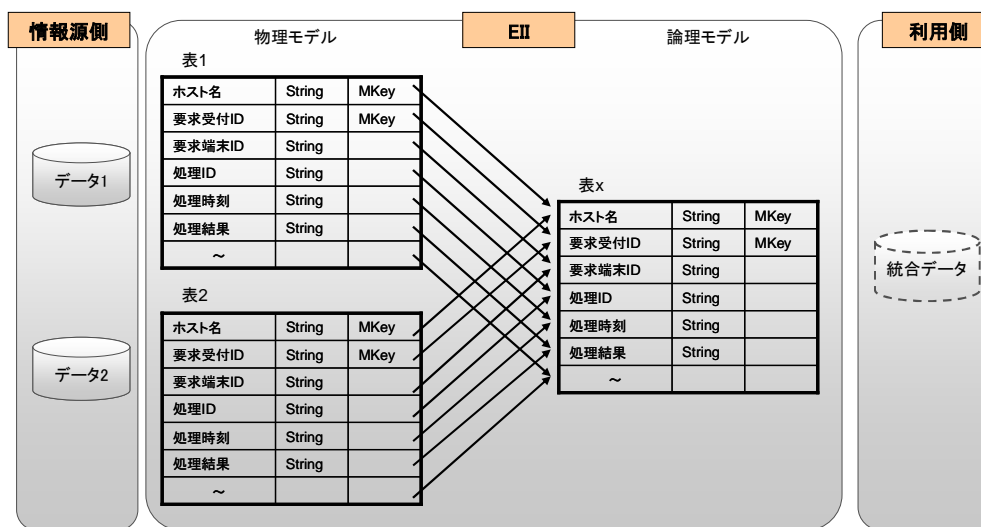 情報源側
EII
利用側
物理モデル
論理モデル
データ1
データ2
表1
ホスト名 String MKey
要求受付ID String MKey
要求端末ID String
処理ID String
処理時刻 String
処理結果 String
~
表2
ホスト名 String MKey
要求受付ID String MKey
要求端末ID String
処理ID String
処理時刻 String
処理結果 String
~
表x
ホスト名 String MKey
要求受付ID String MKey
要求端末ID String
処理ID String
処理時刻 String
処理結果 String
~
統合データ